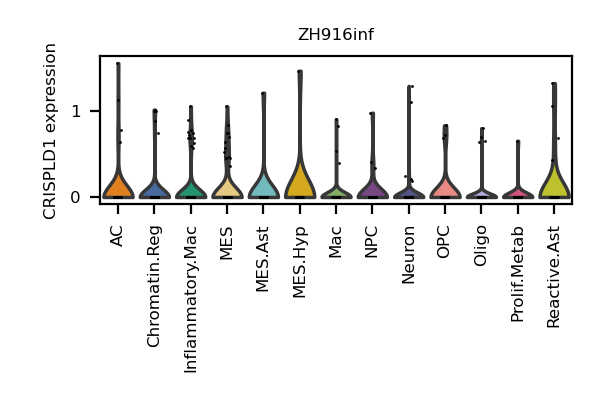 ZH916inf
CRISPLD1 expression
1
0
AC
Chromatin.Reg
Inflammatory.Mac
MES
MES.Ast
MES.Hyp
Mac
NPC
Neuron
OPC
Oligo
Prolif.Metab
Reactive.Ast